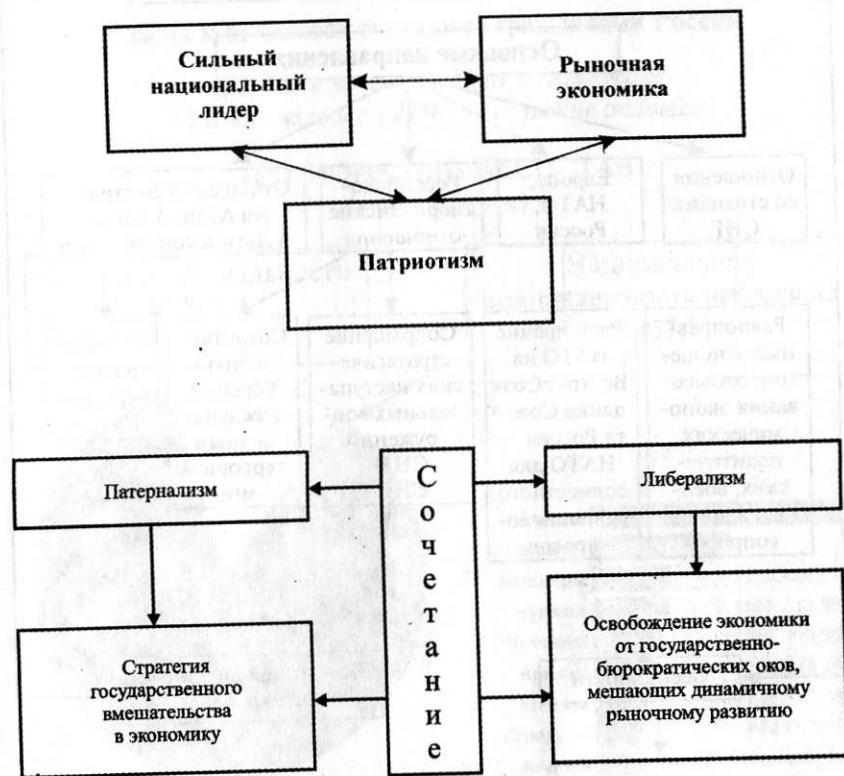 Сильный
национальный
лидер
Рыночная
экономика
Патриотизм
Патернализм
Сочетание
Либерализм
Стратегия
государственного
вмешательства
в экономику
Освобождение экономики
от государственно-
бюрократических оков,
мешающих динамичному
рыночному развитию